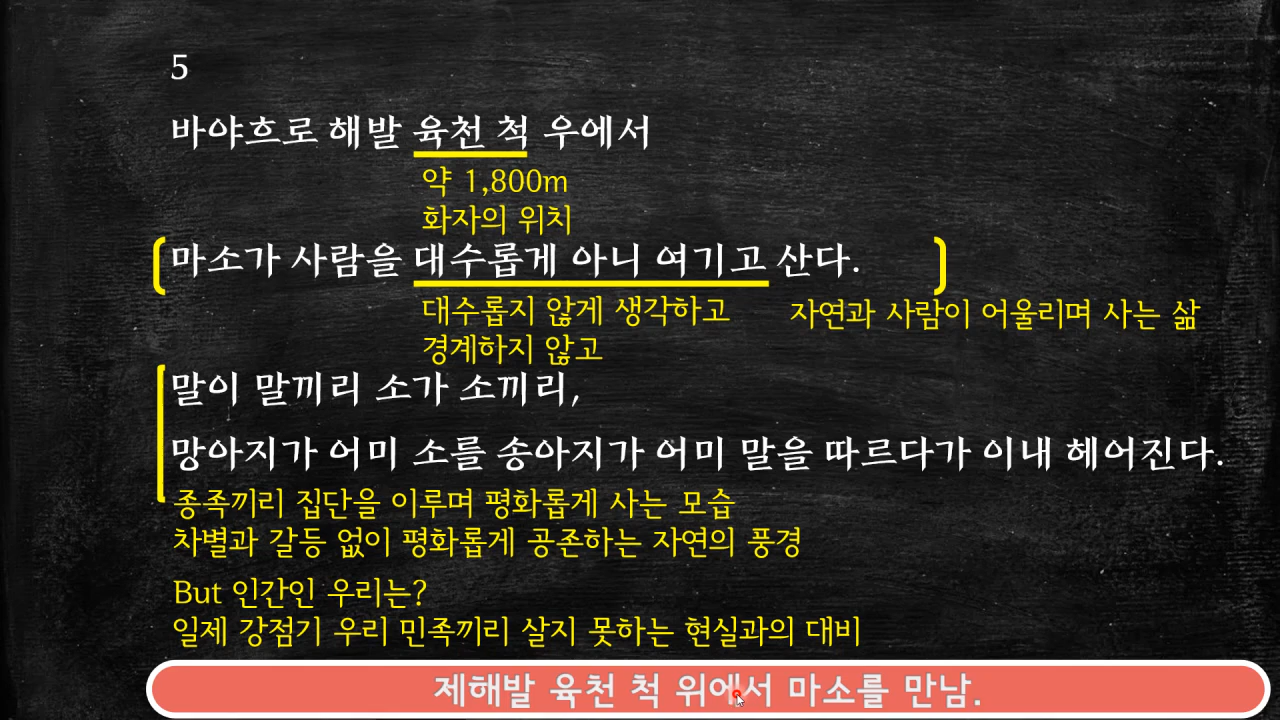 5
바야흐로 해발 육천 척 우에서
약 1,800m
화자의 위치
마소가 사람을 대수롭게 아니 여기고 산다.
대수롭지 않게 생각하고
경계하지 않고
자연과 사람이 어울리며 사는 삶
말이 말끼리 소가 소끼리,
망아지가 어미 소를 송아지가 어미 말을 따르다가 이내 헤어진다.
종족끼리 집단을 이루며 평화롭게 사는 모습
차별과 갈등 없이 평화롭게 공존하는 자연의 풍경
But 인간인 우리는?
일제 강점기 우리 민족끼리 살지 못하는 현실과의 대비
제해발 육천 척 위에서 마소를 만남.